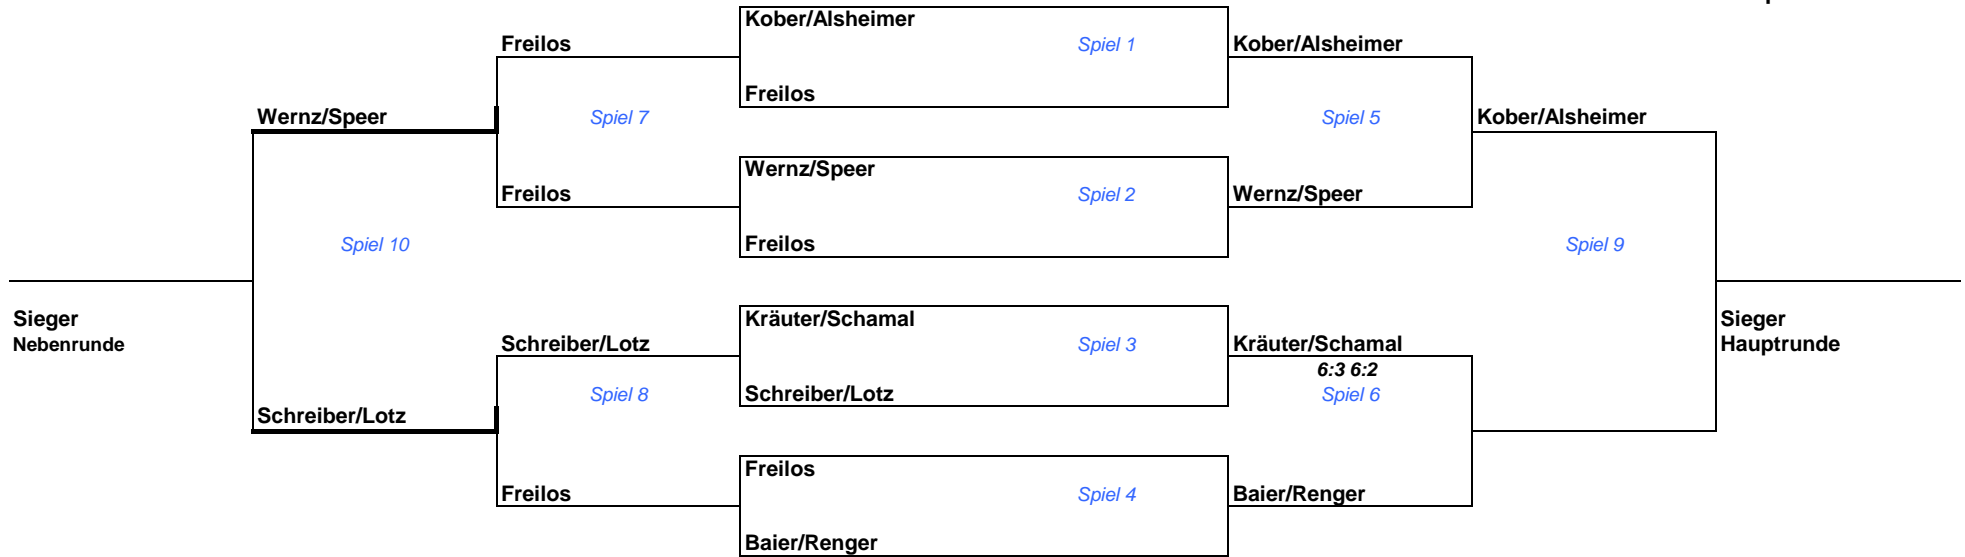 Kober/Alsheimer
Freilos
Spiel 1
Kober/Alsheimer
Freilos
Wernz/Speer
Spiel 7
Spiel 5
Kober/Alsheimer
Wernz/Speer
Freilos
Spiel 2
Wernz/Speer
Spiel 10
Freilos
Spiel 9
Sieger
Nebenrunde
Kräuter/Schamal
Sieger
Hauptrunde
Schreiber/Lotz
Spiel 3
Kräuter/Schamal
6:3 6:2
Spiel 8
Schreiber/Lotz
Spiel 6
Schreiber/Lotz
Freilos
Freilos
Spiel 4
Baier/Renger
Baier/Renger